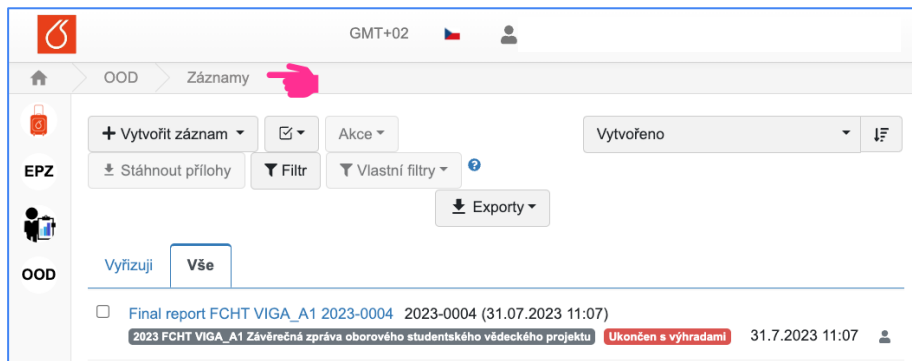 GMT+02
OOD Záznamy
EPZ
OOD
+ Vytvořit záznam Akce Vytvořeno
Stáhnout přílohy Filtr Vlastní filtry ?
Exporty
Vyřizuji Vše
Final report FCHT VIGA_A1 2023-0004 2023-0004 (31.07.2023 11:07)
2023 FCHT VIGA_A1 Závěrečná zpráva oborového studentského vědeckého projektu Ukončen s výhradami 31.7.2023 11:07